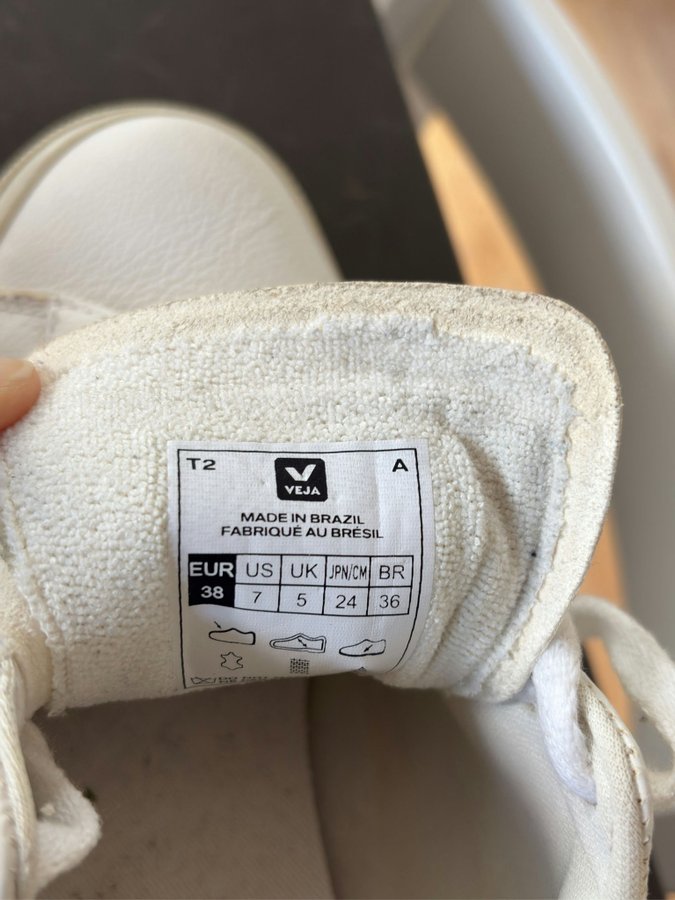 T2
VEJA
A
MADE IN BRAZIL
FABRIQUÉ AU BRÉSIL
EUR US UK JPN/CM BR
38 7 5 24 36